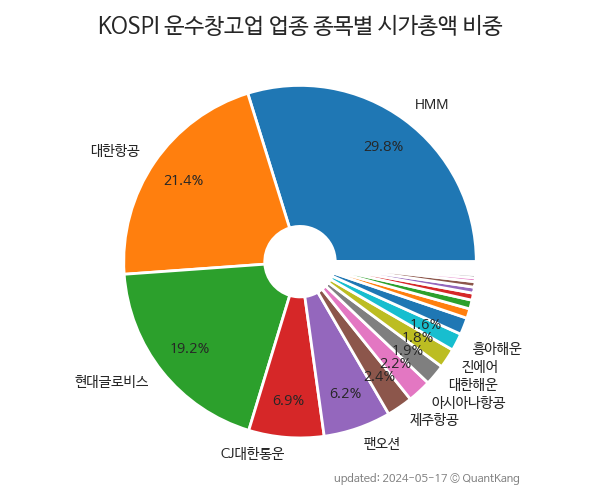 KOSPI 운수창고업 업종 종목별 시가총액 비중
HMM
29.8%
대한항공
21.4%
현대글로비스
19.2%
CJ대한통운
6.9%
팬오션
6.2%
제주항공
2.4%
아시아나항공
2.2%
대한해운
1.9%
진에어
1.8%
흥아해운
1.6%
updated: 2024-05-17 © QuantKang